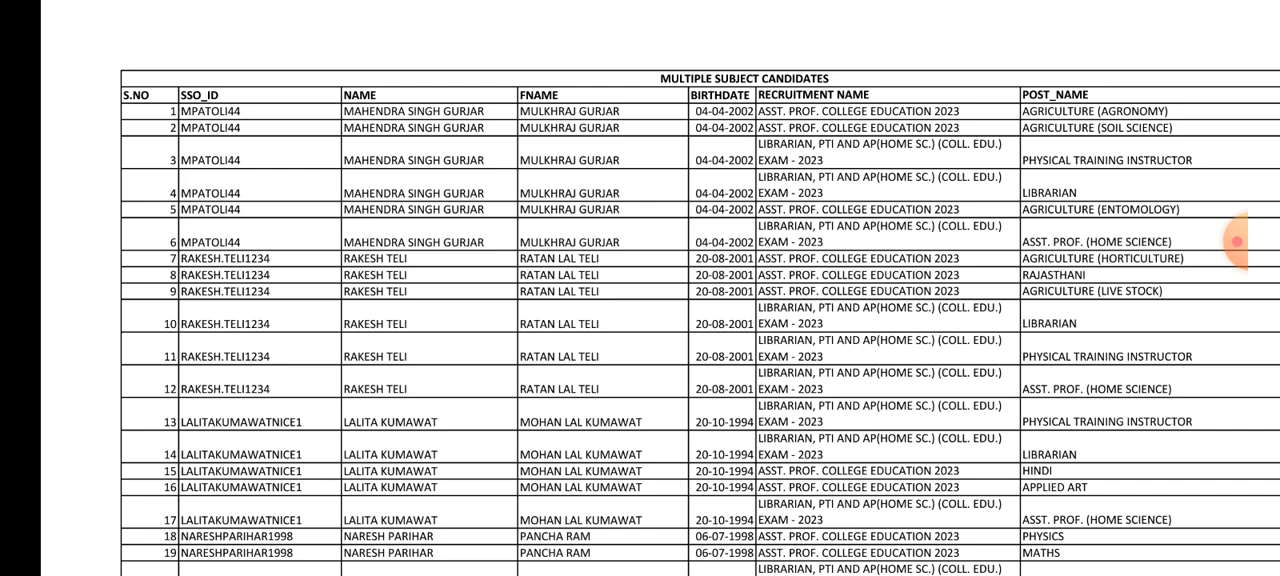 MULTIPLE SUBJECT CANDIDATES
S.NO SSO_ID NAME FNAME BIRTHDATE RECRUITMENT NAME POST_NAME
1 MPATOLI44 MAHENDRA SINGH GURJAR MULKHRAJ GURJAR 04-04-2002 ASST. PROF. COLLEGE EDUCATION 2023 AGRICULTURE (AGRONOMY)
2 MPATOLI44 MAHENDRA SINGH GURJAR MULKHRAJ GURJAR 04-04-2002 ASST. PROF. COLLEGE EDUCATION 2023 AGRICULTURE (SOIL SCIENCE)
LIBRARIAN, PTI AND AP(HOME SC.) (COLL. EDU.)
3 MPATOLI44 MAHENDRA SINGH GURJAR MULKHRAJ GURJAR 04-04-2002 EXAM - 2023 PHYSICAL TRAINING INSTRUCTOR
LIBRARIAN, PTI AND AP(HOME SC.) (COLL. EDU.)
4 MPATOLI44 MAHENDRA SINGH GURJAR MULKHRAJ GURJAR 04-04-2002 EXAM - 2023 LIBRARIAN
5 MPATOLI44 MAHENDRA SINGH GURJAR MULKHRAJ GURJAR 04-04-2002 ASST. PROF. COLLEGE EDUCATION 2023 AGRICULTURE (ENTOMOLOGY)
LIBRARIAN, PTI AND AP(HOME SC.) (COLL. EDU.)
6 MPATOLI44 MAHENDRA SINGH GURJAR MULKHRAJ GURJAR 04-04-2002 EXAM - 2023 ASST. PROF. (HOME SCIENCE)
7 RAKESH.TELI1234 RAKESH TELI RATAN LAL TELI 20-08-2001 ASST. PROF. COLLEGE EDUCATION 2023 AGRICULTURE (HORTICULTURE)
8 RAKESH.TELI1234 RAKESH TELI RATAN LAL TELI 20-08-2001 ASST. PROF. COLLEGE EDUCATION 2023 RAJASTHANI
9 RAKESH.TELI1234 RAKESH TELI RATAN LAL TELI 20-08-2001 ASST. PROF. COLLEGE EDUCATION 2023 AGRICULTURE (LIVE STOCK)
LIBRARIAN, PTI AND AP(HOME SC.) (COLL. EDU.)
10 RAKESH.TELI1234 RAKESH TELI RATAN LAL TELI 20-08-2001 EXAM - 2023 LIBRARIAN
LIBRARIAN, PTI AND AP(HOME SC.) (COLL. EDU.)
11 RAKESH.TELI1234 RAKESH TELI RATAN LAL TELI 20-08-2001 EXAM - 2023 PHYSICAL TRAINING INSTRUCTOR
LIBRARIAN, PTI AND AP(HOME SC.) (COLL. EDU.)
12 RAKESH.TELI1234 RAKESH TELI RATAN LAL TELI 20-08-2001 EXAM - 2023 ASST. PROF. (HOME SCIENCE)
LIBRARIAN, PTI AND AP(HOME SC.) (COLL. EDU.)
13 LALITAKUMAWATNICE1 LALITA KUMAWAT MOHAN LAL KUMAWAT 20-10-1994 EXAM - 2023 PHYSICAL TRAINING INSTRUCTOR
LIBRARIAN, PTI AND AP(HOME SC.) (COLL. EDU.)
14 LALITAKUMAWATNICE1 LALITA KUMAWAT MOHAN LAL KUMAWAT 20-10-1994 EXAM - 2023 LIBRARIAN
15 LALITAKUMAWATNICE1 LALITA KUMAWAT MOHAN LAL KUMAWAT 20-10-1994 ASST. PROF. COLLEGE EDUCATION 2023 HINDI
16 LALITAKUMAWATNICE1 LALITA KUMAWAT MOHAN LAL KUMAWAT 20-10-1994 ASST. PROF. COLLEGE EDUCATION 2023 APPLIED ART
LIBRARIAN, PTI AND AP(HOME SC.) (COLL. EDU.)
17 LALITAKUMAWATNICE1 LALITA KUMAWAT MOHAN LAL KUMAWAT 20-10-1994 EXAM - 2023 ASST. PROF. (HOME SCIENCE)
18 NARESHPARIHAR1998 NARESH PARIHAR PANCHA RAM 06-07-1998 ASST. PROF. COLLEGE EDUCATION 2023 PHYSICS
19 NARESHPARIHAR1998 NARESH PARIHAR PANCHA RAM 06-07-1998 ASST. PROF. COLLEGE EDUCATION 2023 MATHS
LIBRARIAN, PTI AND AP(HOME SC.) (COLL. EDU.)